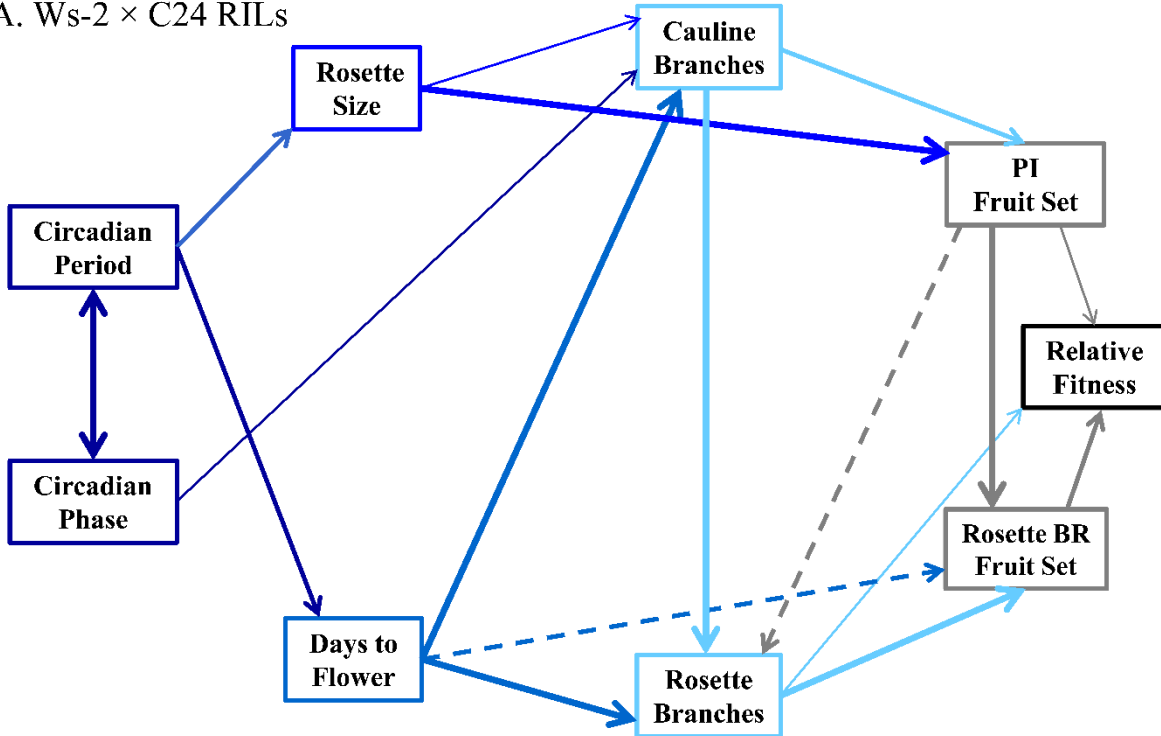 A. Ws-2 × C24 RILs
Cauline
Branches
Rosette
Size
PI
Fruit Set
Circadian
Period
Relative
Fitness
Circadian
Phase
Rosette BR
Fruit Set
Days to
Flower
Rosette
Branches